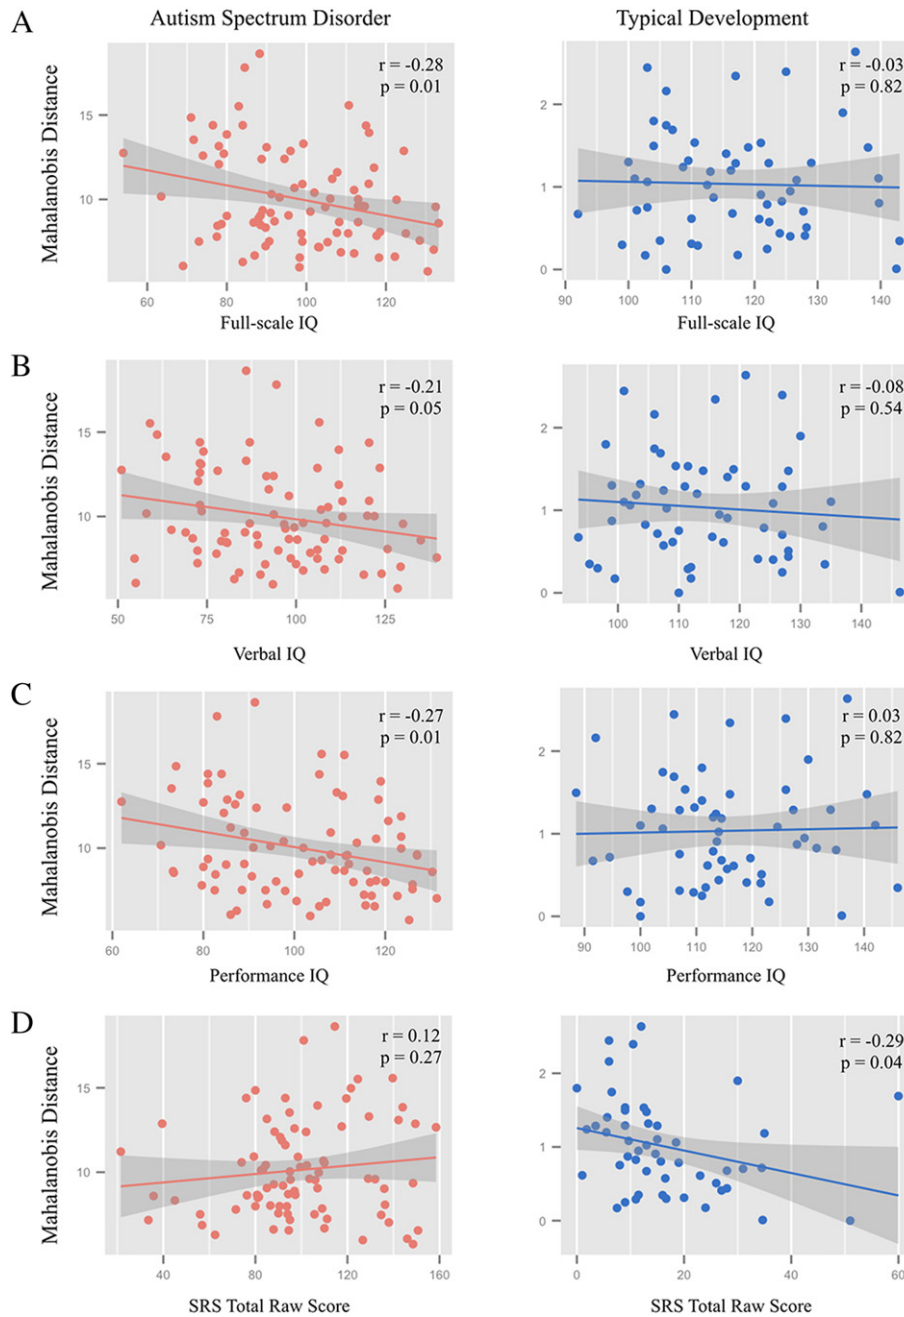 A
Autism Spectrum Disorder
Typical Development
Mahalanobis Distance
15
10
r = -0.28
p = 0.01
60
80
100
120
Full-scale IQ
2
1
0
r = -0.03
p = 0.82
90
100
110
120
130
140
Full-scale IQ
B
Mahalanobis Distance
15
10
r = -0.21
p = 0.05
50
75
100
125
Verbal IQ
2
1
0
r = -0.08
p = 0.54
100
110
120
130
140
Verbal IQ
C
Mahalanobis Distance
15
10
r = -0.27
p = 0.01
60
80
100
120
Performance IQ
2
1
0
r = 0.03
p = 0.82
90
100
110
120
130
140
Performance IQ
D
Mahalanobis Distance
15
10
r = 0.12
p = 0.27
40
80
120
160
SRS Total Raw Score
2
1
0
r = -0.29
p = 0.04
0
20
40
60
SRS Total Raw Score